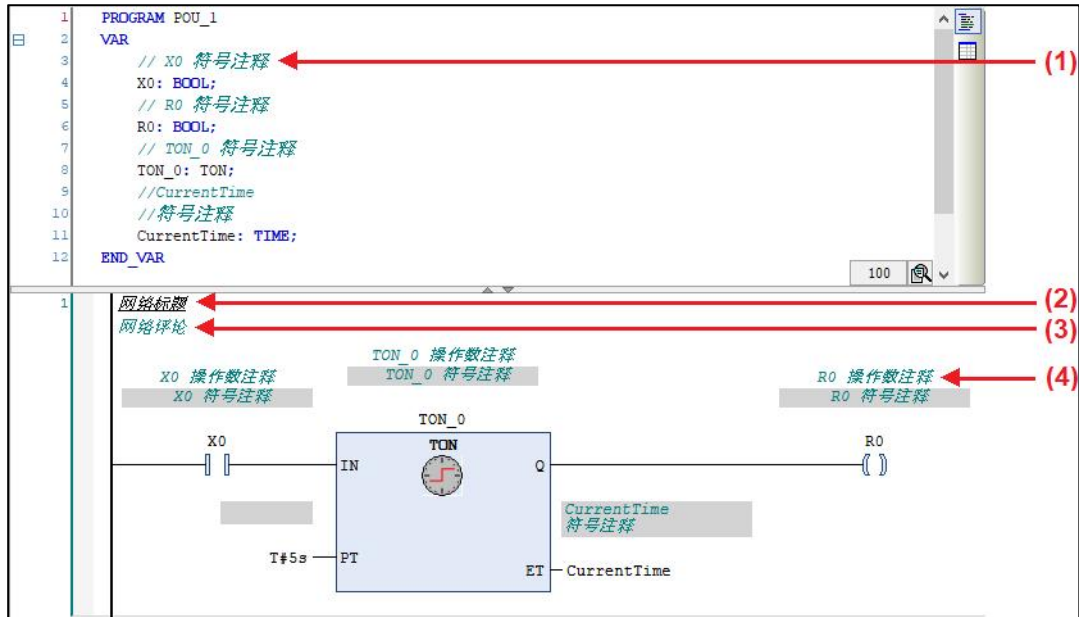 1 PROGRAM POU_1
2 VAR
3 // X0 符号注释 (1)
4 X0: BOOL;
5 // R0 符号注释
6 R0: BOOL;
7 // TON_0 符号注释
8 TON_0: TON;
9 //CurrentTime
10 //符号注释
11 CurrentTime: TIME;
12 END_VAR
100
1 网络标题 (2)
网络评论 (3)
TON_0 操作数注释
X0 操作数注释 TON_0 符号注释 R0 操作数注释 (4)
X0 符号注释 R0 符号注释
TON_0
X0 TON R0
IN Q
CurrentTime
符号注释
T#5s PT
ET CurrentTime